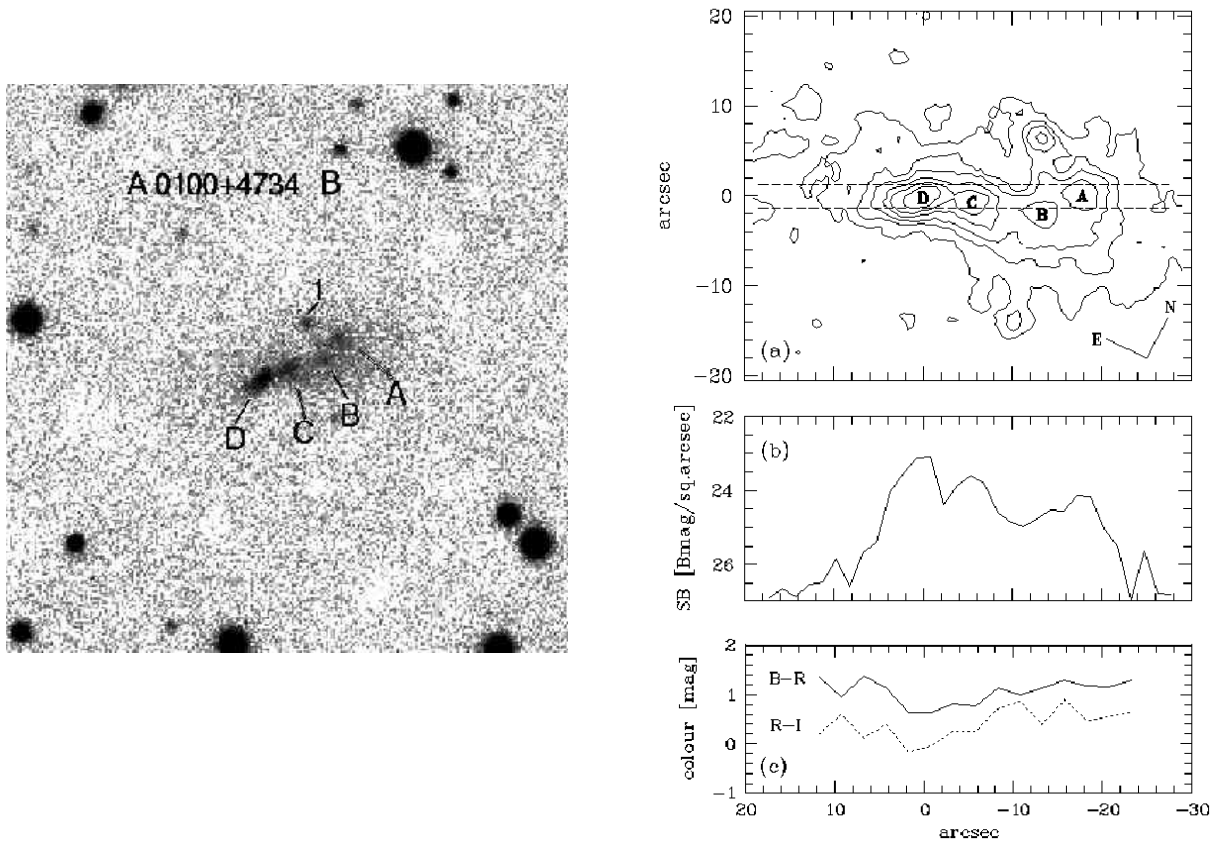 A 0100+4734 B
1
A
B
C
D
20
10
0
−10
−20
arcsec
D
C
B
A
N
E
(a)
22
24
26
SB [Bmag/sq.arcsec]
(b)
2
1
0
−1
colour [mag]
B−R
R−I
(c)
20 10 0 −10 −20 −30
arcsec